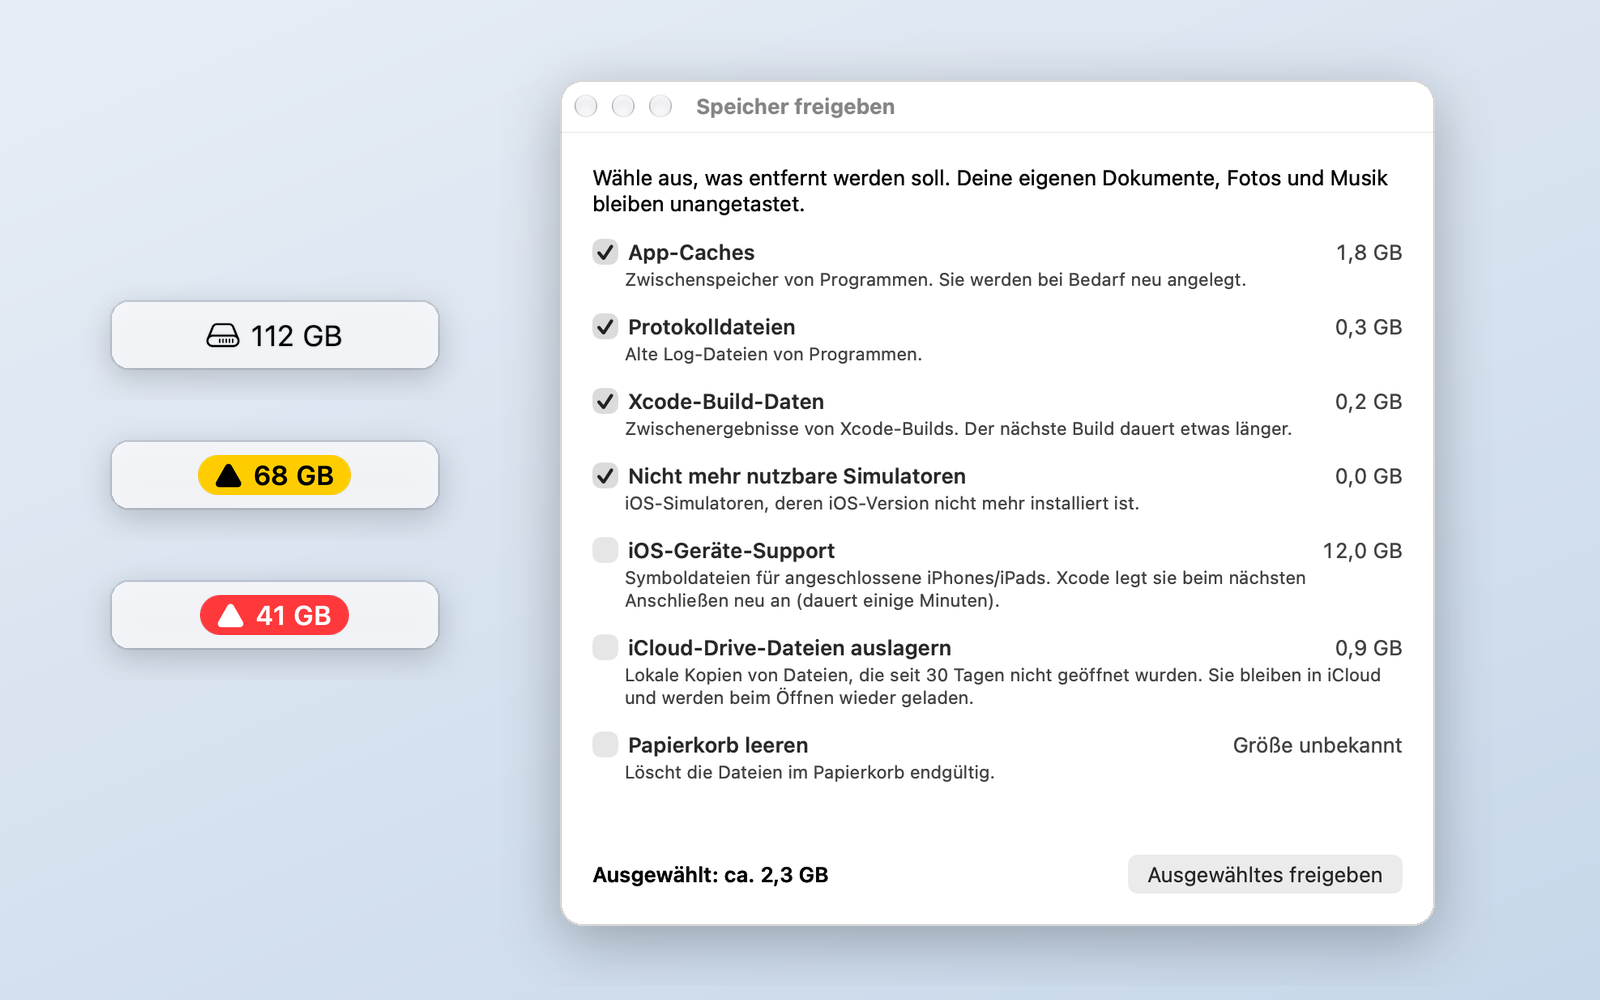 112 GB
68 GB
41 GB
Speicher freigeben
Wähle aus, was entfernt werden soll. Deine eigenen Dokumente, Fotos und Musik
bleiben unangetastet.
App-Caches 1,8 GB
Zwischenspeicher von Programmen. Sie werden bei Bedarf neu angelegt.
Protokolldateien 0,3 GB
Alte Log-Dateien von Programmen.
Xcode-Build-Daten 0,2 GB
Zwischenergebnisse von Xcode-Builds. Der nächste Build dauert etwas länger.
Nicht mehr nutzbare Simulatoren 0,0 GB
iOS-Simulatoren, deren iOS-Version nicht mehr installiert ist.
iOS-Geräte-Support 12,0 GB
Symboldateien für angeschlossene iPhones/iPads. Xcode legt sie beim nächsten
Anschließen neu an (dauert einige Minuten).
iCloud-Drive-Dateien auslagern 0,9 GB
Lokale Kopien von Dateien, die seit 30 Tagen nicht geöffnet wurden. Sie bleiben in iCloud
und werden beim Öffnen wieder geladen.
Papierkorb leeren Größe unbekannt
Löscht die Dateien im Papierkorb endgültig.
Ausgewählt: ca. 2,3 GB Ausgewähltes freigeben